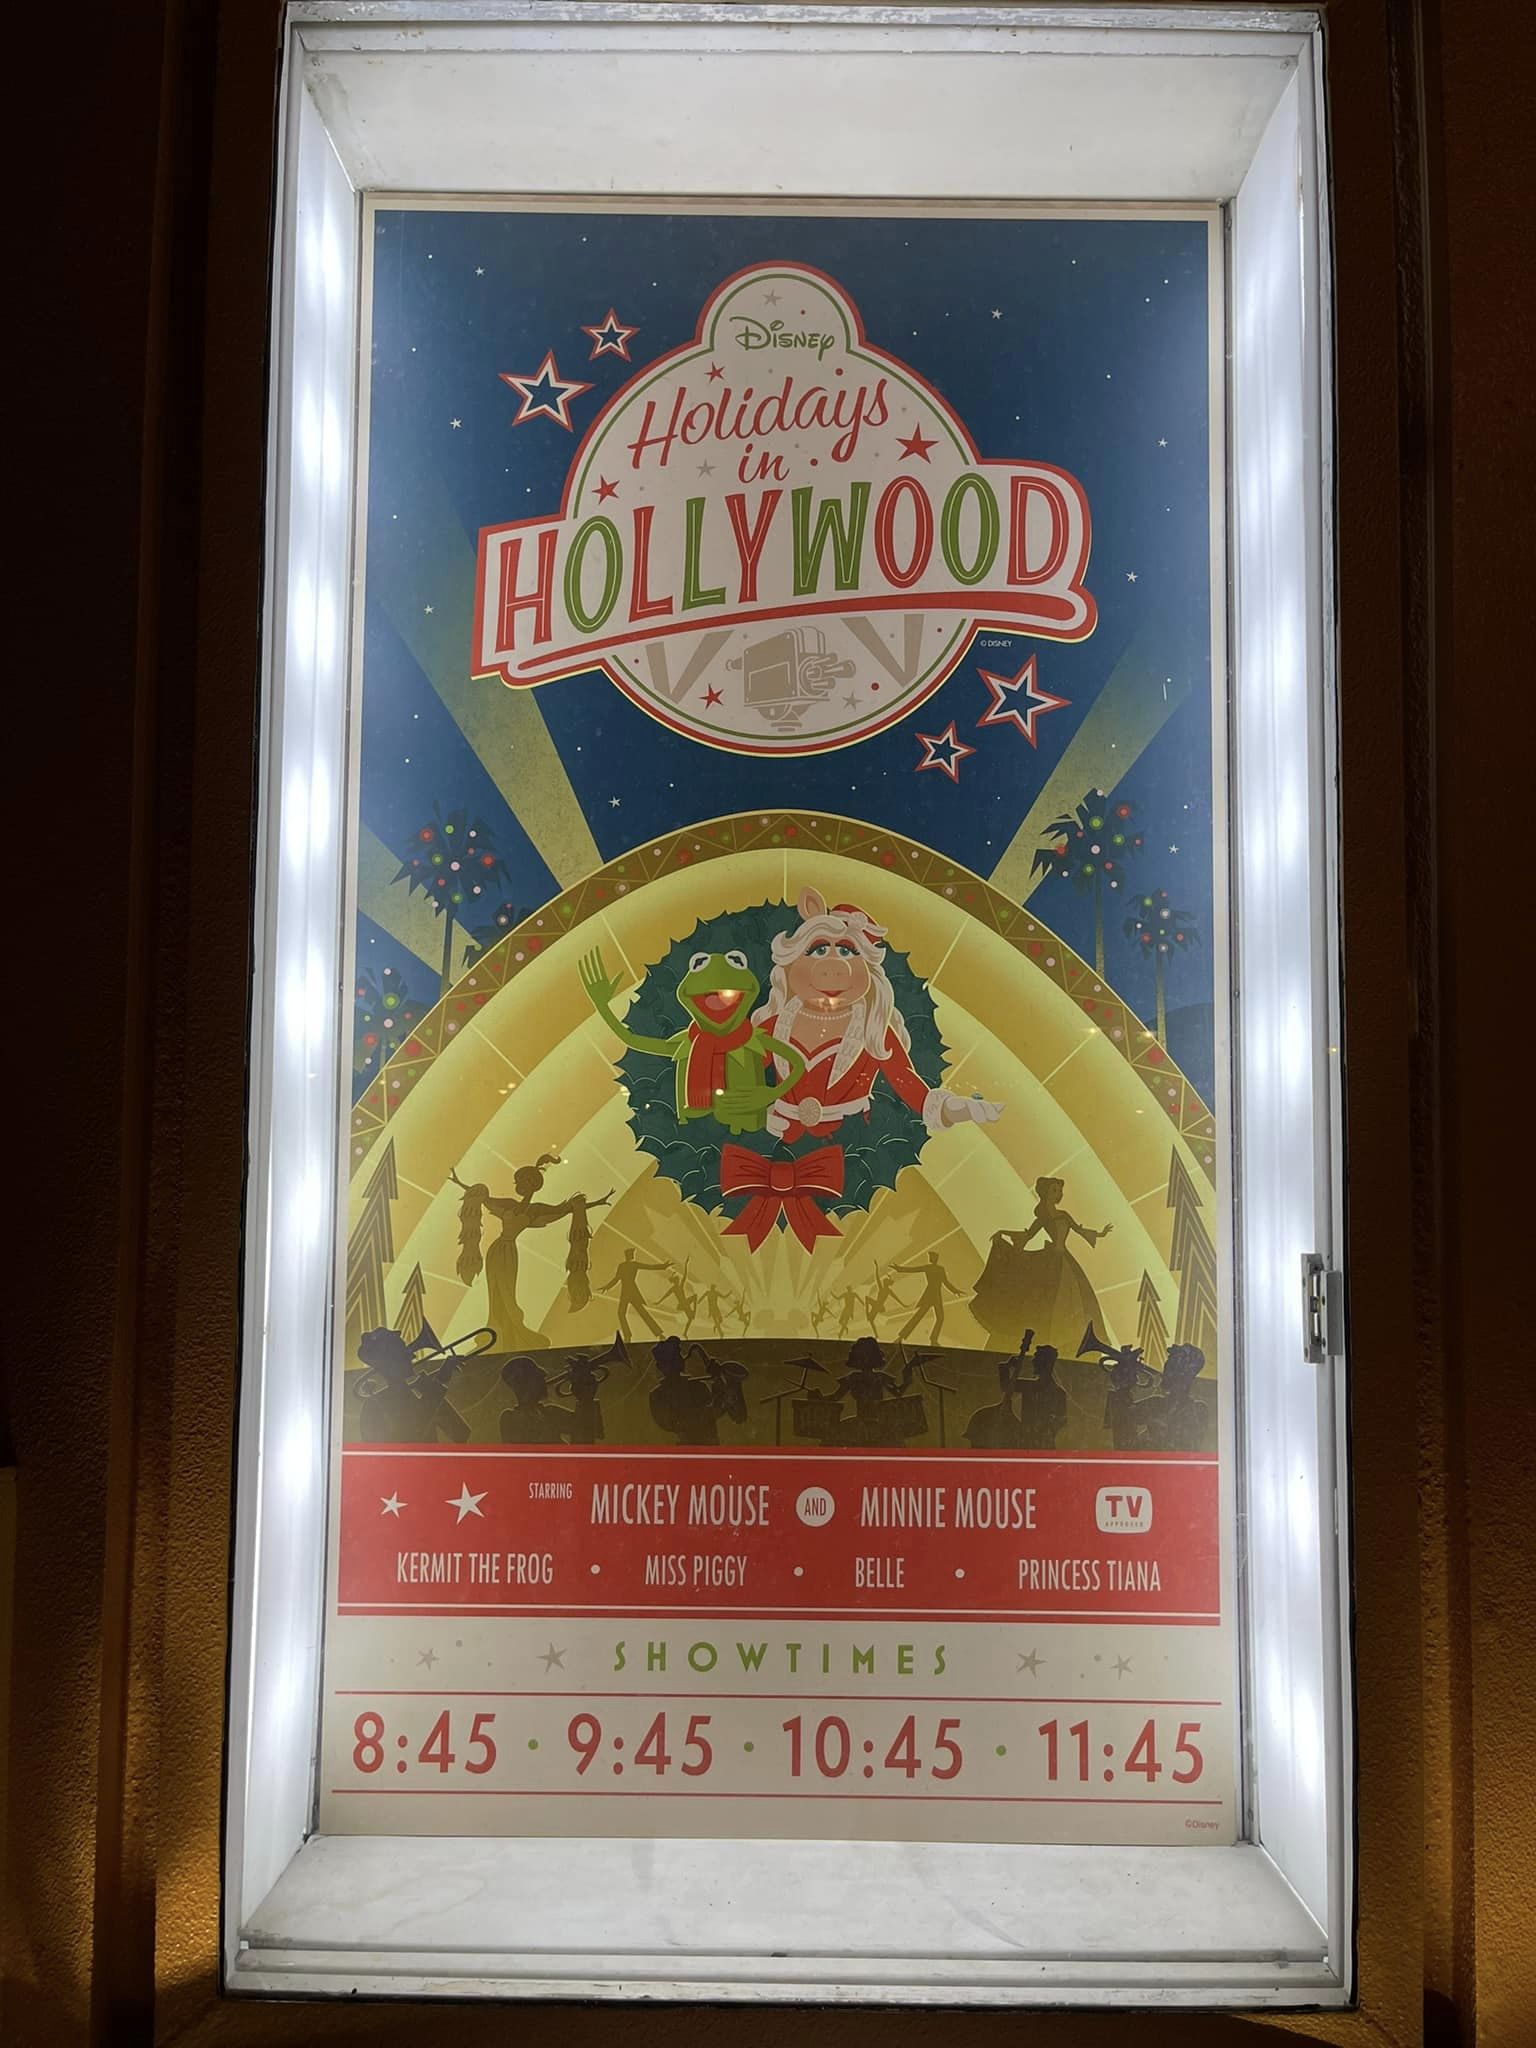 Disney
Holidays
in
HOLLYWOOD
© DISNEY
STARRING MICKEY MOUSE AND MINNIE MOUSE TV
APPROVED
KERMIT THE FROG • MISS PIGGY • BELLE • PRINCESS TIANA
SHOWTIMES
8:45 • 9:45 • 10:45 • 11:45
©Disney